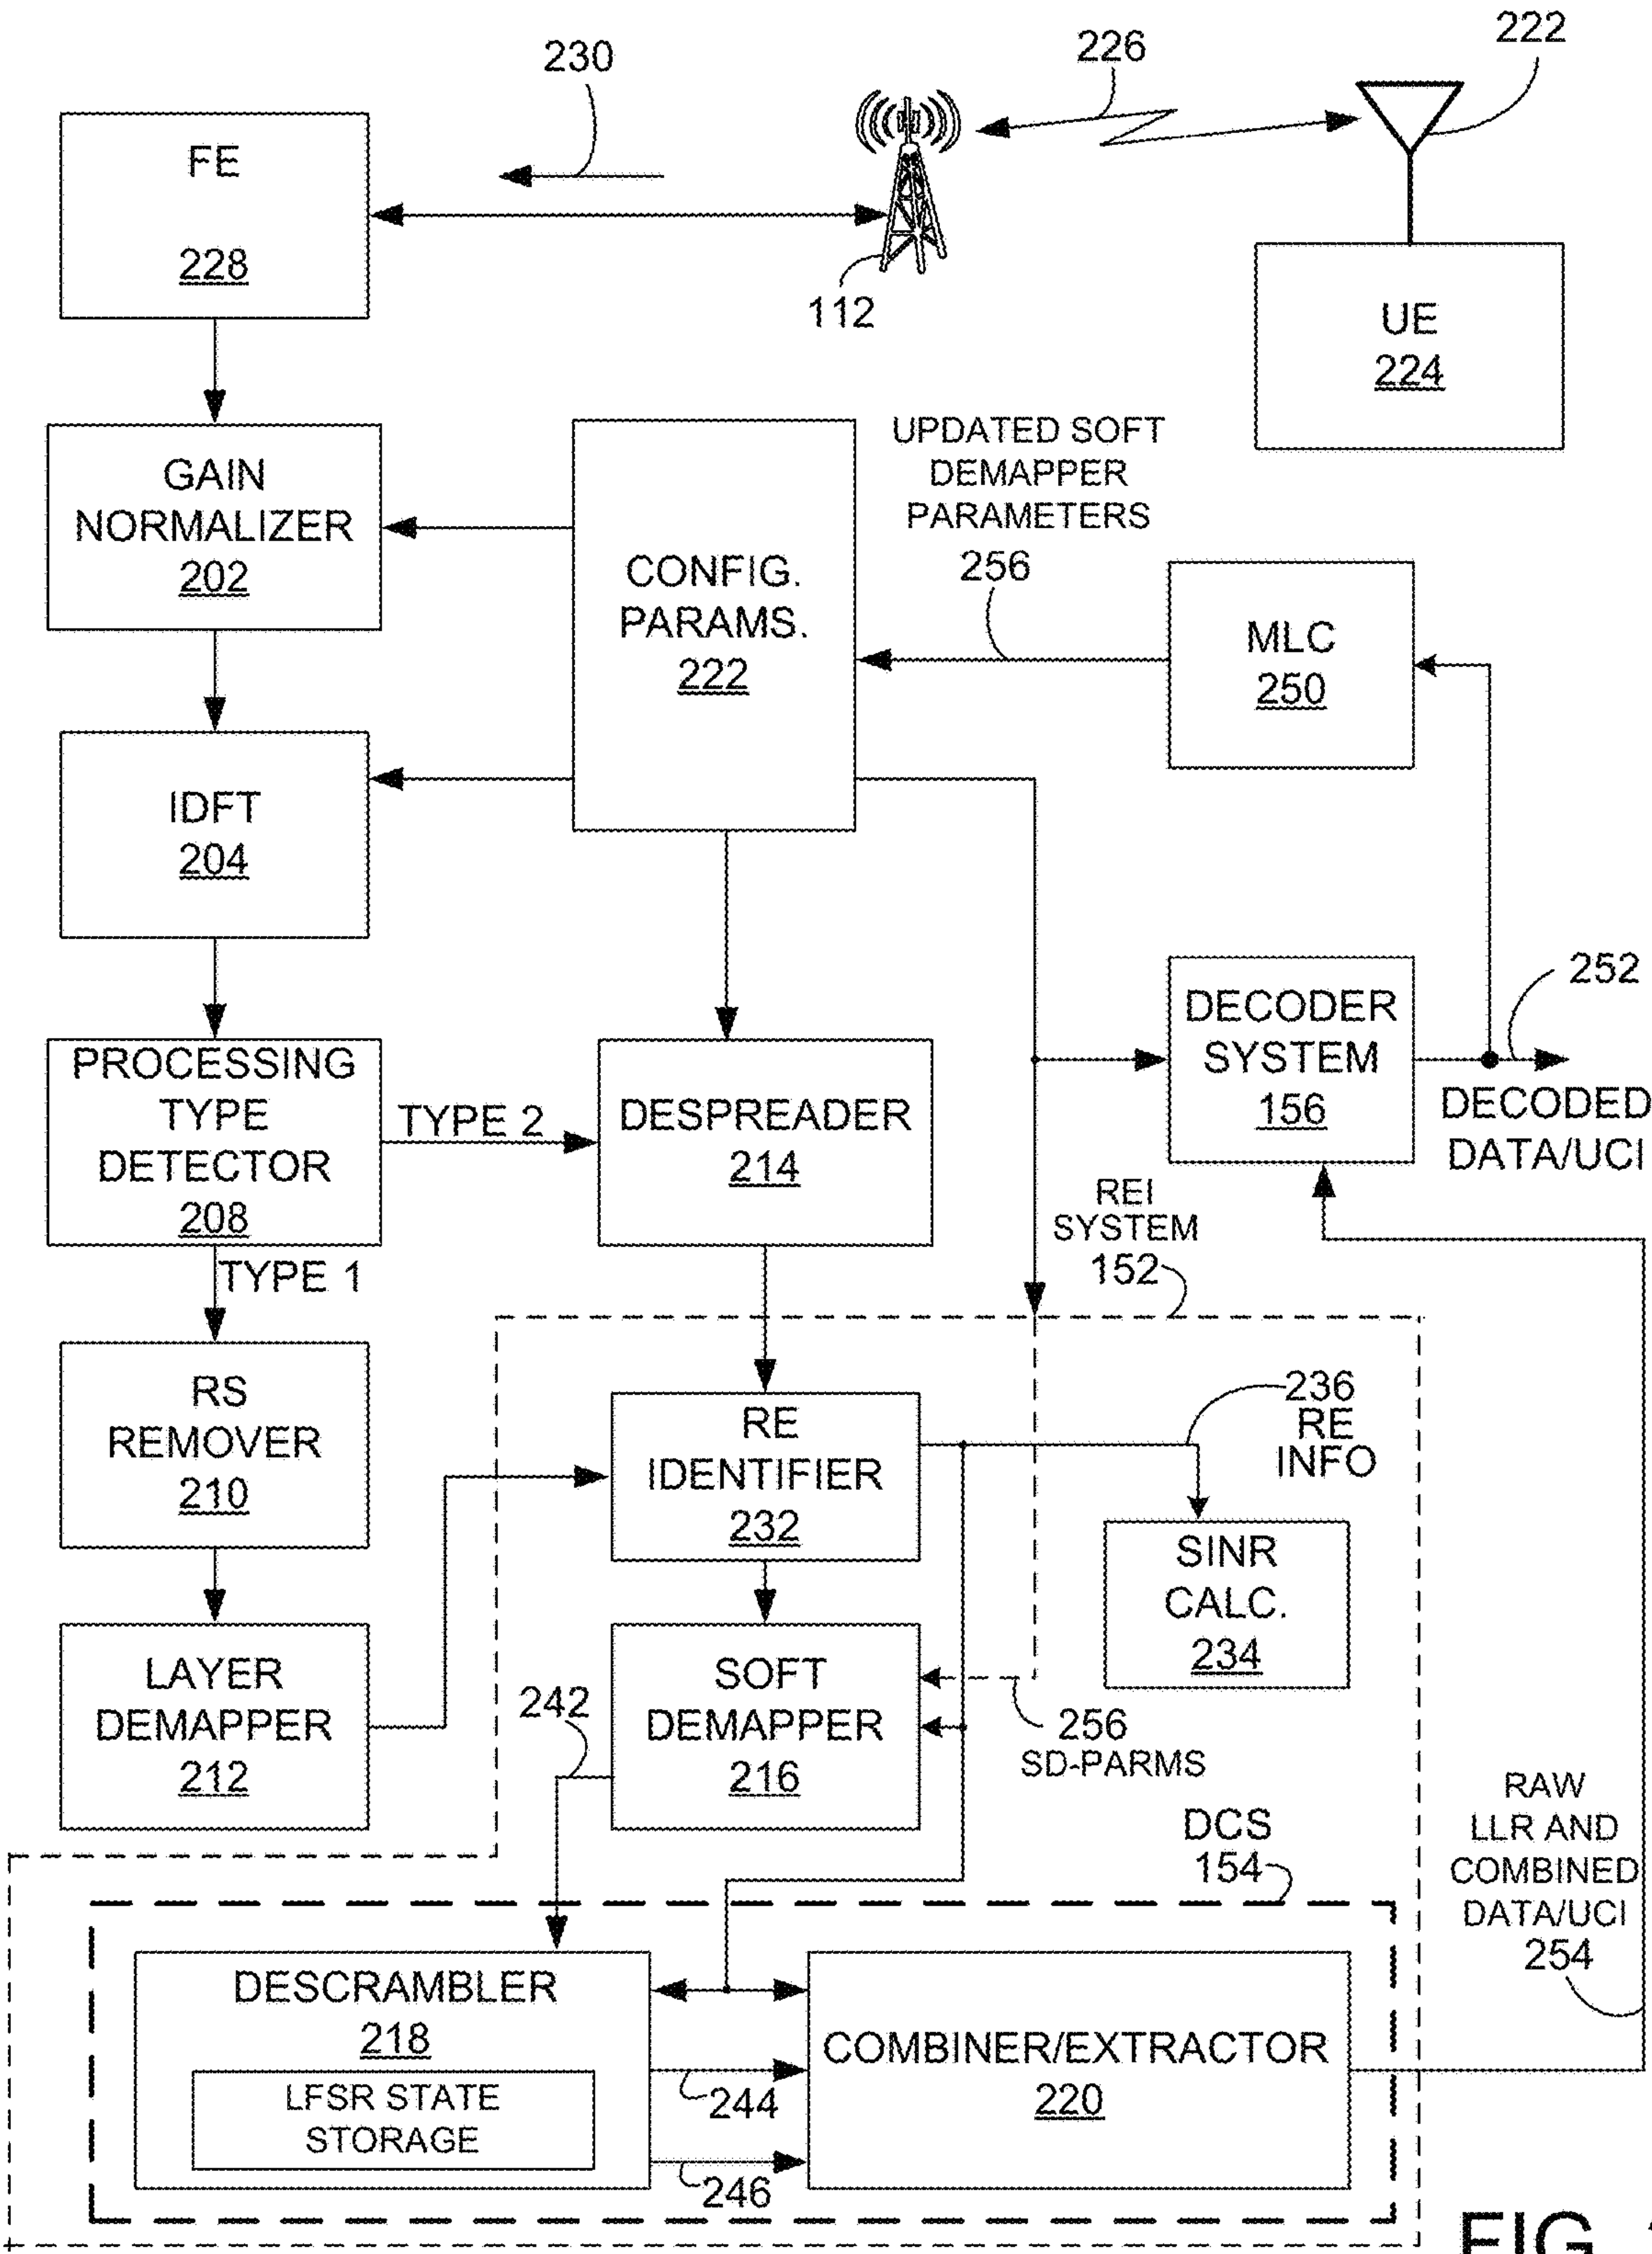 230
226
222
FE
228
112
UE
224
GAIN
NORMALIZER
202
CONFIG.
PARAMS.
222
UPDATED SOFT
DEMAPPER
PARAMETERS
256
MLC
250
IDFT
204
PROCESSING
TYPE
DETECTOR
208
TYPE 2
TYPE 1
DESPREADER
214
DECODER
SYSTEM
156
252
DECODED
DATA/UCI
REI
SYSTEM
152
RS
REMOVER
210
RE
IDENTIFIER
232
236
RE
INFO
SINR
CALC.
234
LAYER
DEMAPPER
212
242
SOFT
DEMAPPER
216
256
SD-PARMS
RAW
LLR AND
COMBINED
DATA/UCI
254
DCS
154
DESCRAMBLER
218
LFSR STATE
STORAGE
244
246
COMBINER/EXTRACTOR
220
FIG.